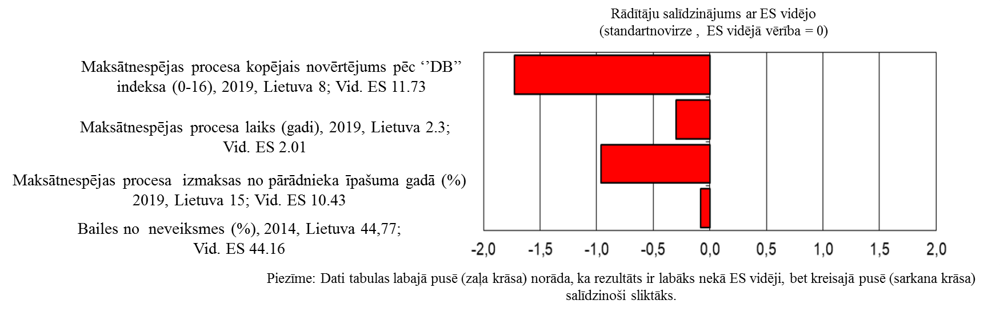 Rādītāju salīdzinājums ar ES vidējo
(standartnovirze , ES vidējā vērība = 0)
Maksātnespējas procesa kopējais novērtējums pēc ‘’DB”
indeksa (0-16), 2019, Lietuva 8; Vid. ES 11.73
Maksātnespējas procesa laiks (gadi), 2019, Lietuva 2.3;
Vid. ES 2.01
Maksātnespējas procesa izmaksas no pārādnieka īpašuma gadā (%)
2019, Lietuva 15; Vid. ES 10.43
Bailes no neveiksmes (%), 2014, Lietuva 44,77;
Vid. ES 44.16
-2,0 -1,5 -1,0 -0,5 0,0 0,5 1,0 1,5 2,0
Piezīme: Dati tabulas labajā pusē (zaļa krāsa) norāda, ka rezultāts ir labāks nekā ES vidēji, bet kreisajā pusē (sarkana krāsa)
salīdzinoši sliktāks.